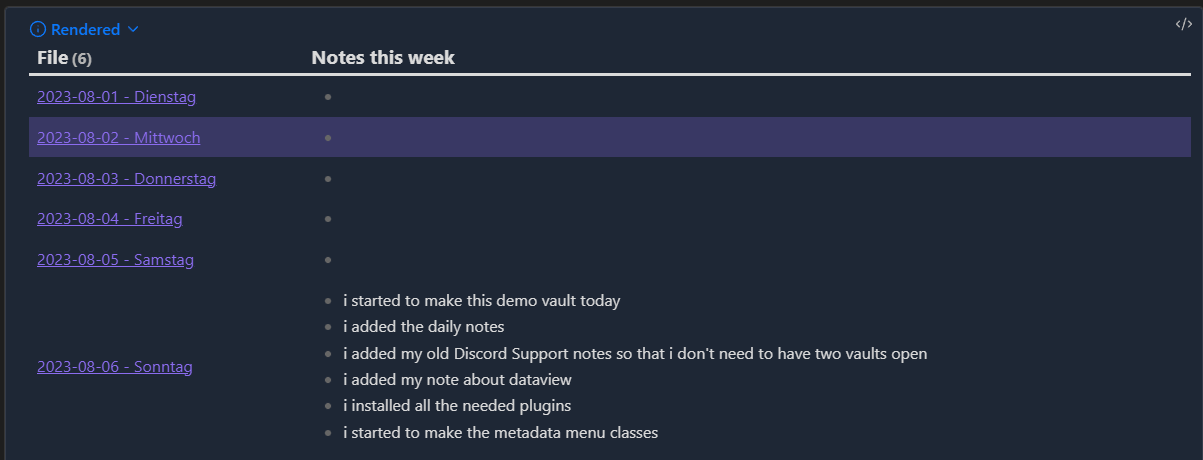 Rendered
File (6) Notes this week
2023-08-01 - Dienstag
2023-08-02 - Mittwoch
2023-08-03 - Donnerstag
2023-08-04 - Freitag
2023-08-05 - Samstag
2023-08-06 - Sonntag
i started to make this demo vault today
i added the daily notes
i added my old Discord Support notes so that i don't need to have two vaults open
i added my note about dataview
i installed all the needed plugins
i started to make the metadata menu classes